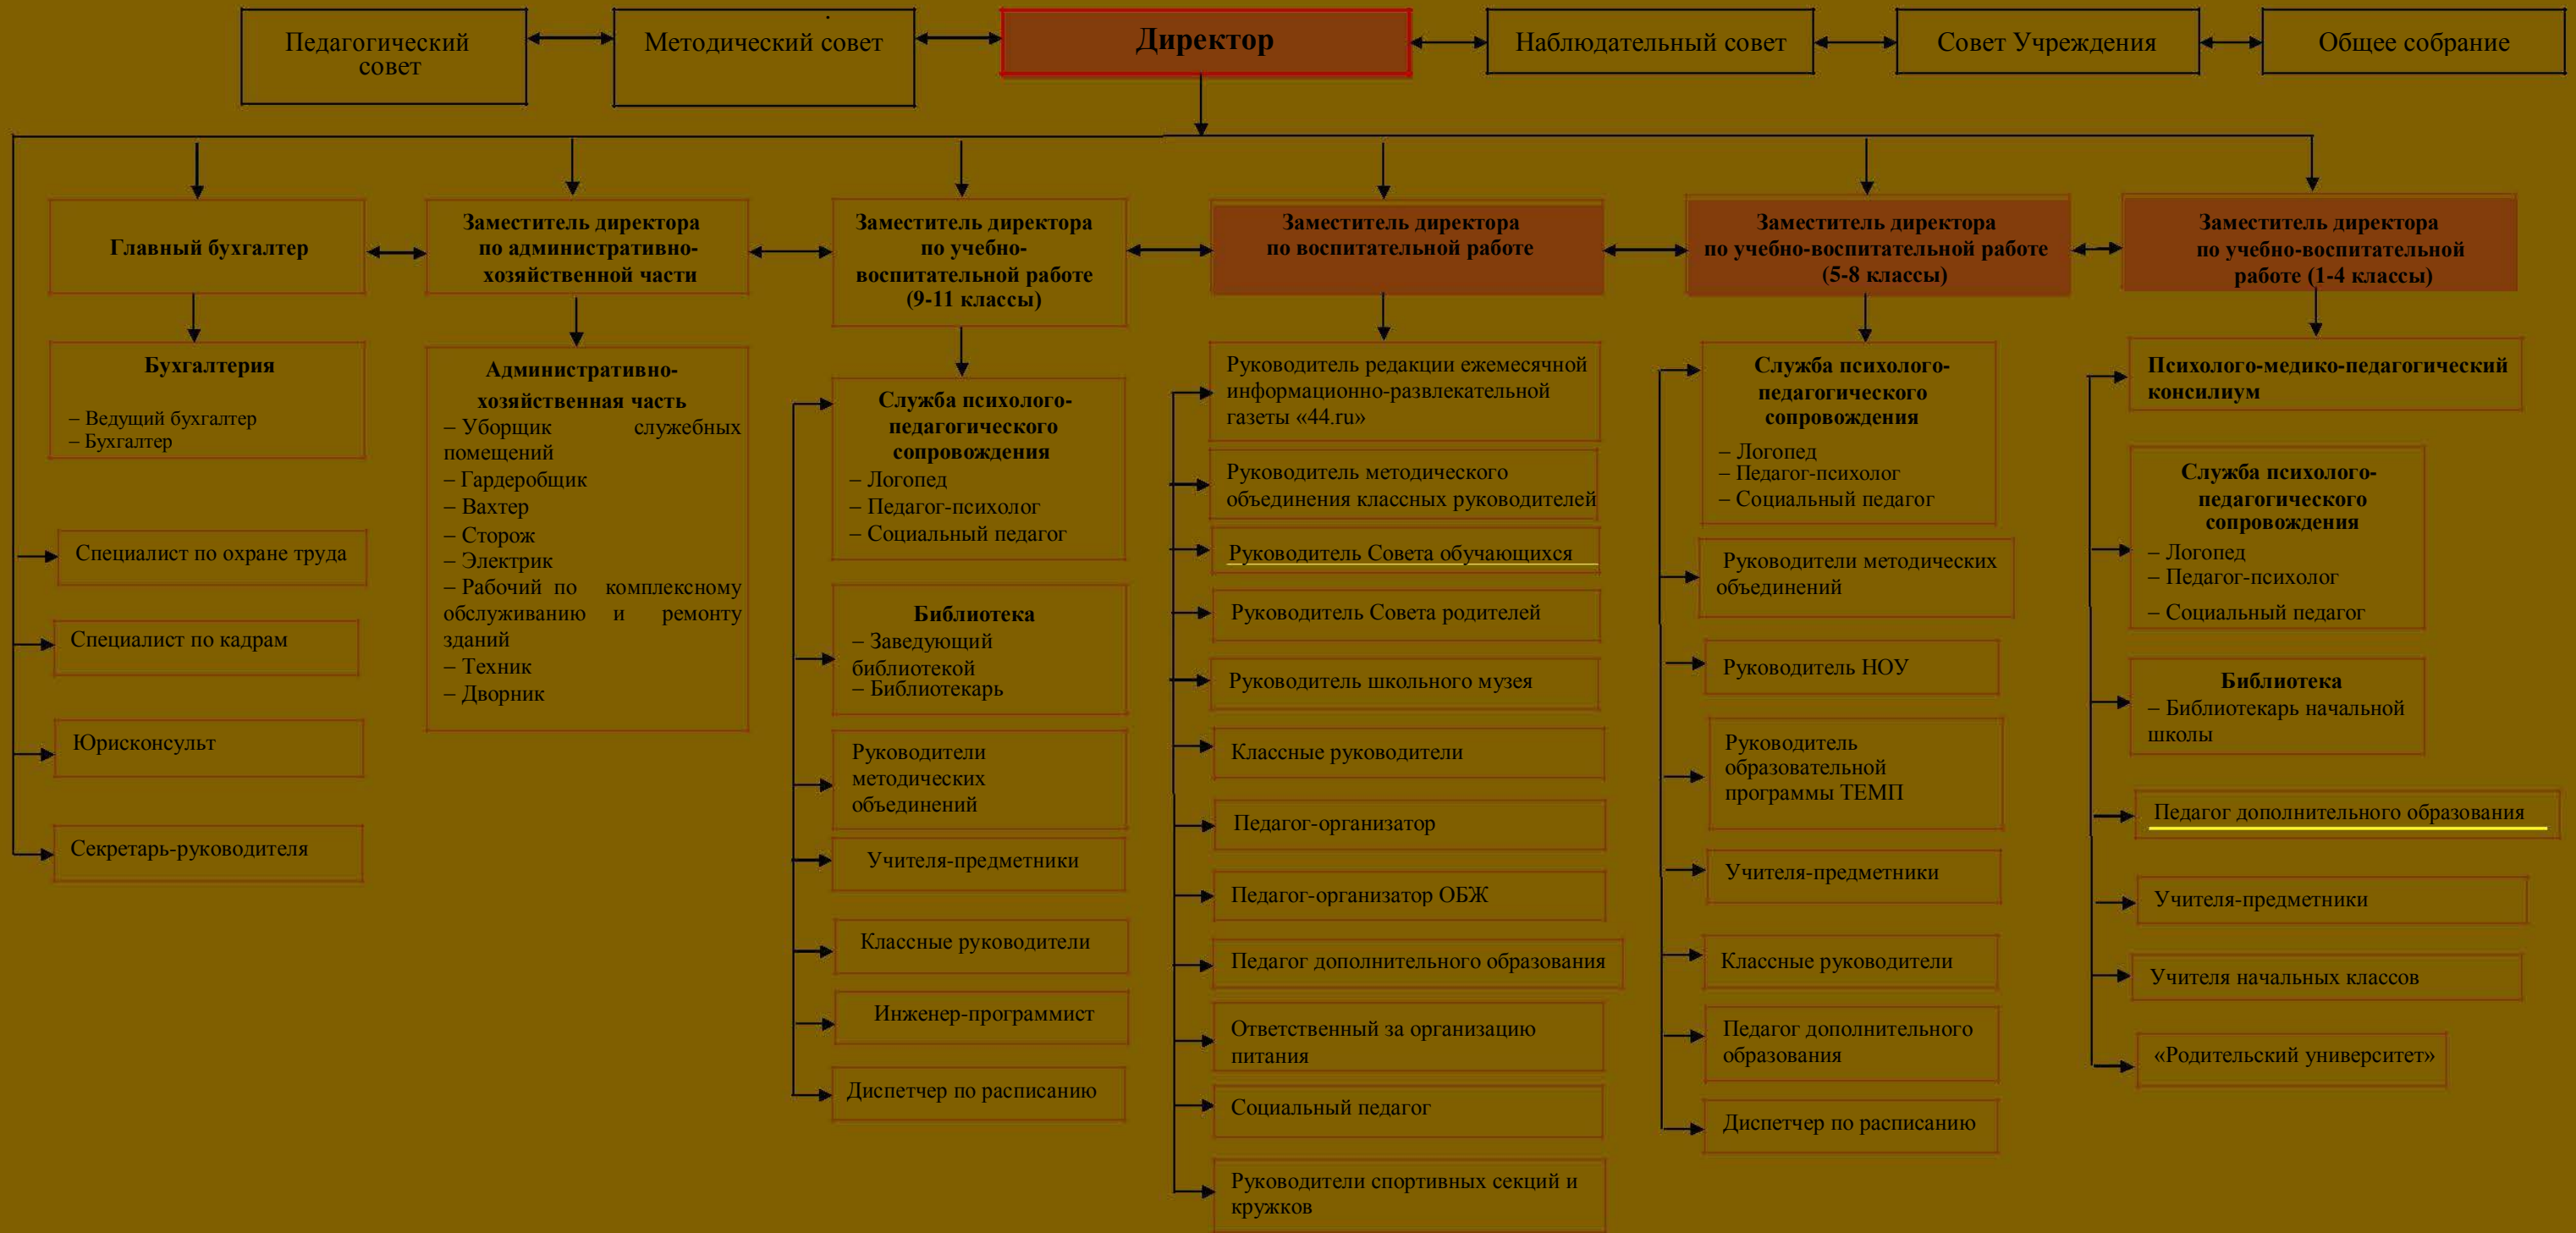 Педагогический
совет
Методический совет
Директор
Наблюдательный совет
Совет Учреждения
Общее собрание
Главный бухгалтер
Заместитель директора
по административно-
хозяйственной части
Заместитель директора
по учебно-
воспитательной работе
(9-11 классы)
Заместитель директора
по воспитательной работе
Заместитель директора
по учебно-воспитательной работе
(5-8 классы)
Заместитель директора
по учебно-воспитательной
работе (1-4 классы)
Бухгалтерия
– Ведущий бухгалтер
– Бухгалтер
Специалист по охране труда
Специалист по кадрам
Юрисконсульт
Секретарь-руководителя
Административно-
хозяйственная часть
– Уборщик служебных
помещений
– Гардеробщик
– Вахтер
– Сторож
– Электрик
– Рабочий по комплексному
обслуживанию и ремонту
зданий
– Техник
– Дворник
Служба психолого-
педагогического
сопровождения
– Логопед
– Педагог-психолог
– Социальный педагог
Библиотека
– Заведующий
библиотекой
– Библиотекарь
Руководители
методических
объединений
Учителя-предметники
Классные руководители
Инженер-программист
Диспетчер по расписанию
Руководитель редакции ежемесячной
информационно-развлекательной
газеты «44.ru»
Руководитель методического
объединения классных руководителей
Руководитель Совета обучающихся
Руководитель Совета родителей
Руководитель школьного музея
Классные руководители
Педагог-организатор
Педагог-организатор ОБЖ
Педагог дополнительного образования
Ответственный за организацию
питания
Социальный педагог
Руководители спортивных секций и
кружков
Служба психолого-
педагогического
сопровождения
– Логопед
– Педагог-психолог
– Социальный педагог
Руководители методических
объединений
Руководитель НОУ
Руководитель
образовательной
программы ТЕМП
Учителя-предметники
Классные руководители
Педагог дополнительного
образования
Диспетчер по расписанию
Психолого-медико-педагогический
консилиум
Служба психолого-
педагогического
сопровождения
– Логопед
– Педагог-психолог
– Социальный педагог
Библиотека
– Библиотекарь начальной
школы
Педагог дополнительного образования
Учителя-предметники
Учителя начальных классов
«Родительский университет»